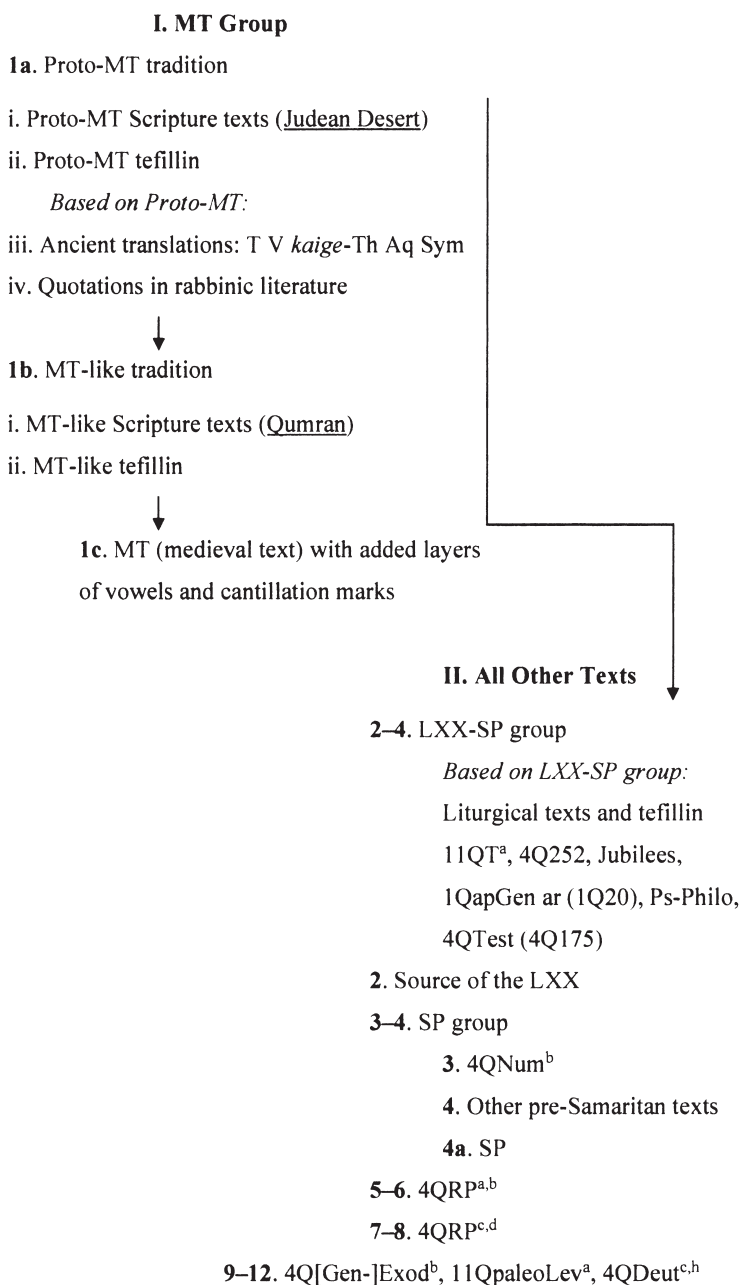 I. MT Group
1a. Proto-MT tradition
i. Proto-MT Scripture texts (Judean Desert)
ii. Proto-MT tefillin
Based on Proto-MT:
iii. Ancient translations: T V kaige-Th Aq Sym
iv. Quotations in rabbinic literature
1b. MT-like tradition
i. MT-like Scripture texts (Qumran)
ii. MT-like tefillin
1c. MT (medieval text) with added layers
of vowels and cantillation marks
II. All Other Texts
2–4. LXX-SP group
Based on LXX-SP group:
Liturgical texts and tefillin
11QTᵃ, 4Q252, Jubilees,
1QapGen ar (1Q20), Ps-Philo,
4QTest (4Q175)
2. Source of the LXX
3–4. SP group
3. 4QNumᵇ
4. Other pre-Samaritan texts
4a. SP
5–6. 4QRPᵃ,ᵇ
7–8. 4QRPᶜ,ᵈ
9–12. 4Q[Gen-]Exodᵇ, 11QpaleoLevᵃ, 4QDeutᶜ,ʰ